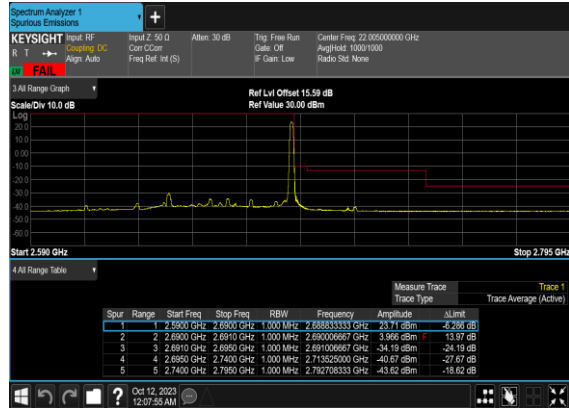 Spectrum Analyzer 1
Spurious Emissions
+
KEYSIGHT
R T
LV FAIL
Input: RF
Coupling: DC
Align: Auto
Input Z: 50 Ω
Corr CCorr
Freq Ref: Int (S)
Atten: 30 dB
Trig: Free Run
Gate: Off
IF Gain: Low
Center Freq: 22.005000000 GHz
Avg|Hold: 1000/1000
Radio Std: None
3 All Range Graph
Scale/Div 10.0 dB
Ref Lvl Offset 15.59 dB
Ref Value 30.00 dBm
Log
20.0
10.0
0.00
-10.0
-20.0
-30.0
-40.0
-50.0
-60.0
Start 2.590 GHz
Stop 2.795 GHz
4 All Range Table
Measure Trace Trace 1
Trace Type Trace Average (Active)
Spur Range Start Freq Stop Freq RBW Frequency Amplitude ΔLimit
1 1 2.5900 GHz 2.6900 GHz 1.000 MHz 2.688833333 GHz 23.71 dBm -6.286 dB
2 2 2.6900 GHz 2.6910 GHz 1.000 MHz 2.690006667 GHz 3.966 dBm F 13.97 dB
3 3 2.6910 GHz 2.6950 GHz 1.000 MHz 2.691006667 GHz -34.19 dBm -24.19 dB
4 4 2.6950 GHz 2.7400 GHz 1.000 MHz 2.713525000 GHz -40.67 dBm -27.67 dB
5 5 2.7400 GHz 2.7950 GHz 1.000 MHz 2.792708333 GHz -43.62 dBm -18.62 dB
?
Oct 12, 2023
12:07:55 AM